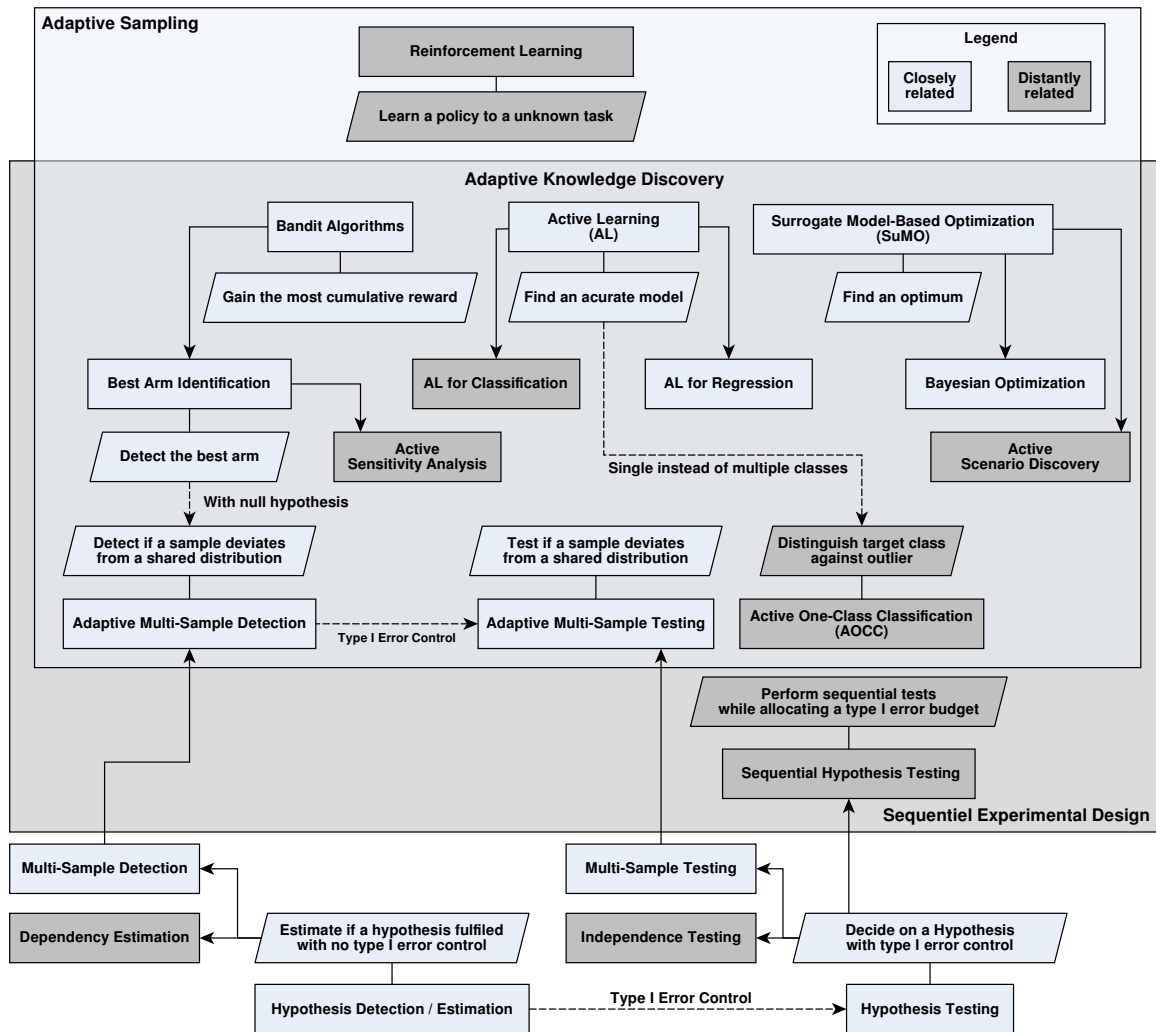 Adaptive Sampling
Reinforcement Learning
Learn a policy to a unknown task
Legend
Closely
related
Distantly
related
Adaptive Knowledge Discovery
Bandit Algorithms
Gain the most cumulative reward
Active Learning
(AL)
Find an acurate model
Surrogate Model-Based Optimization
(SuMO)
Find an optimum
Best Arm Identification
AL for Classification
AL for Regression
Bayesian Optimization
Detect the best arm
Active
Sensitivity Analysis
Single instead of multiple classes
Active
Scenario Discovery
With null hypothesis
Detect if a sample deviates
from a shared distribution
Test if a sample deviates
from a shared distribution
Distinguish target class
against outlier
Adaptive Multi-Sample Detection
Type I Error Control
Adaptive Multi-Sample Testing
Active One-Class Classification
(AOCC)
Perform sequential tests
while allocating a type I error budget
Sequential Hypothesis Testing
Sequentiel Experimental Design
Multi-Sample Detection
Multi-Sample Testing
Dependency Estimation
Estimate if a hypothesis fulfiled
with no type I error control
Independence Testing
Decide on a Hypothesis
with type I error control
Hypothesis Detection / Estimation
Type I Error Control
Hypothesis Testing